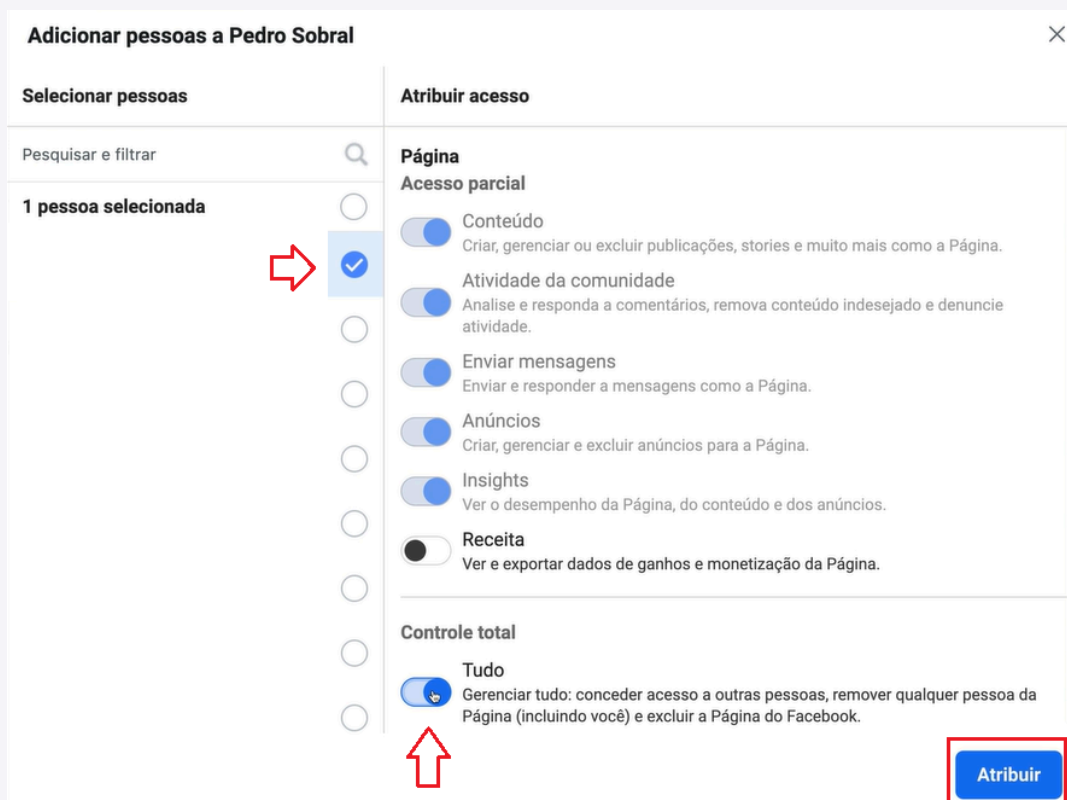 Adicionar pessoas a Pedro Sobral
Selecionar pessoas
Atribuir acesso
Pesquisar e filtrar
1 pessoa selecionada
Página
Acesso parcial
Conteúdo
Criar, gerenciar ou excluir publicações, stories e muito mais como a Página.
Atividade da comunidade
Analise e responda a comentários, remova conteúdo indesejado e denuncie
atividade.
Enviar mensagens
Enviar e responder a mensagens como a Página.
Anúncios
Criar, gerenciar e excluir anúncios para a Página.
Insights
Ver o desempenho da Página, do conteúdo e dos anúncios.
Receita
Ver e exportar dados de ganhos e monetização da Página.
Controle total
Tudo
Gerenciar tudo: conceder acesso a outras pessoas, remover qualquer pessoa da
Página (incluindo você) e excluir a Página do Facebook.
Atribuir